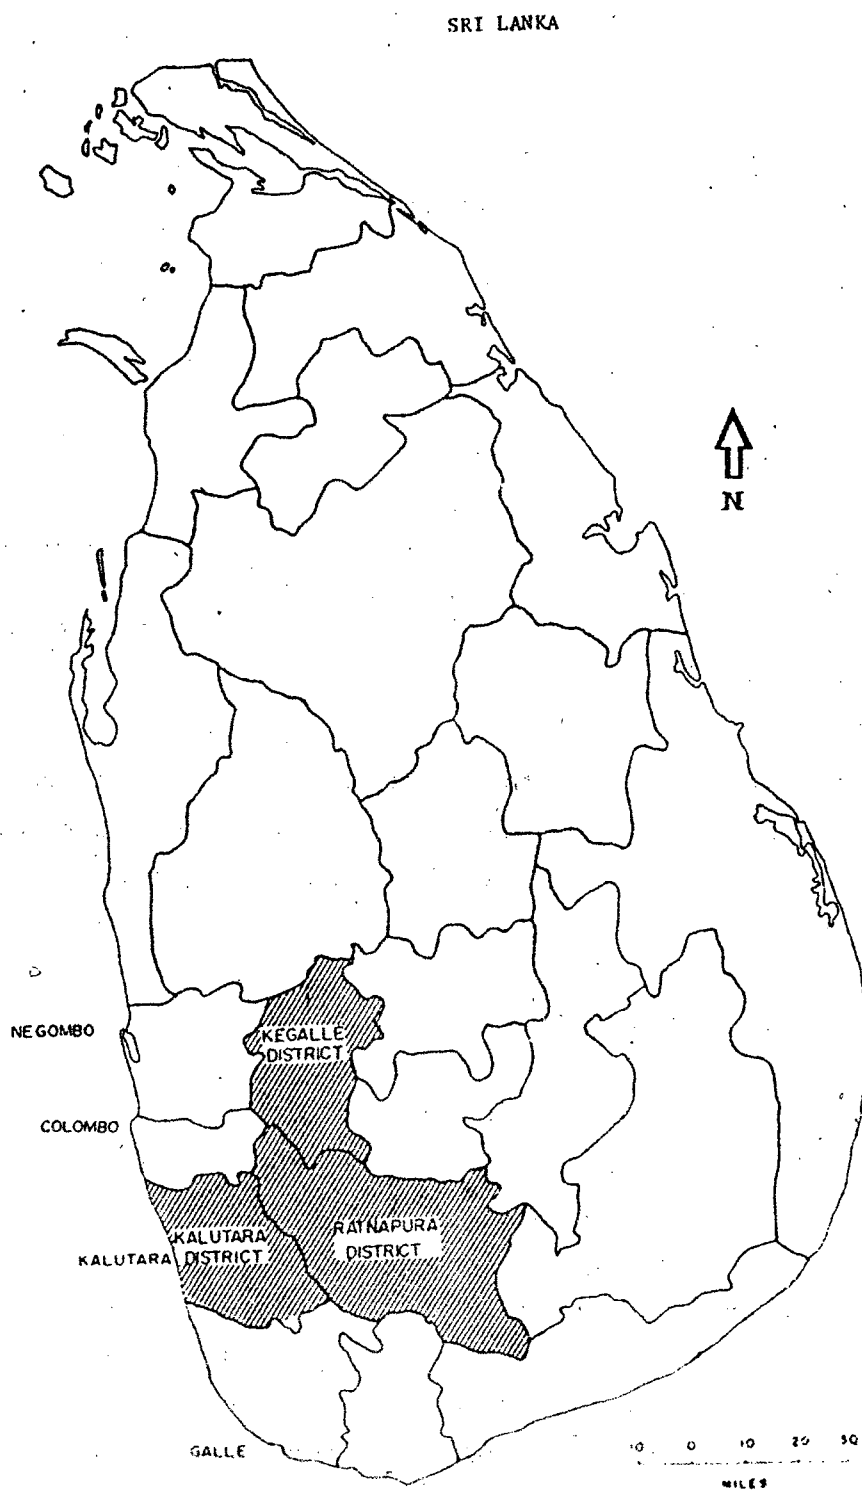 SRI LANKA
N
NEGOMBO
KEGALLE
DISTRICT
COLOMBO
KALUTARA
DISTRICT
RATNAPURA
DISTRICT
KALUTARA
GALLE
10 0 10 20 30
MILES